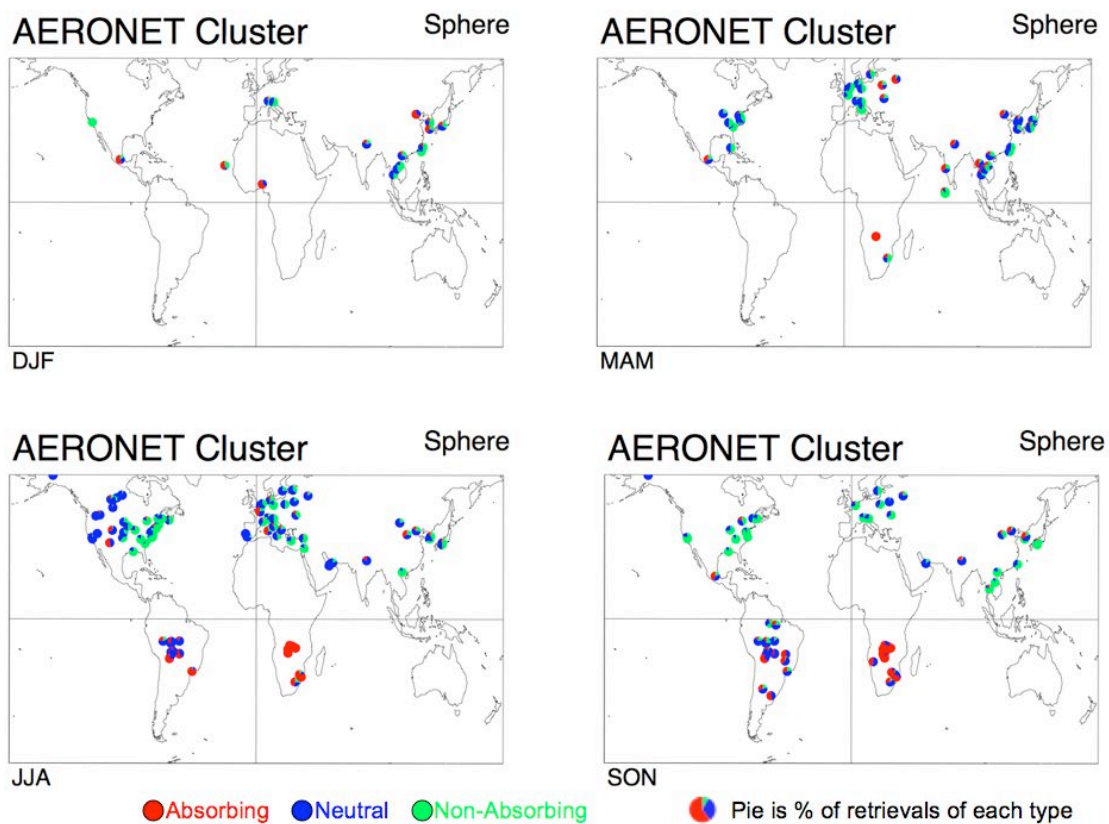 AERONET Cluster Sphere
DJF
AERONET Cluster Sphere
MAM
AERONET Cluster Sphere
JJA
AERONET Cluster Sphere
SON
Absorbing Neutral Non-Absorbing Pie is % of retrievals of each type